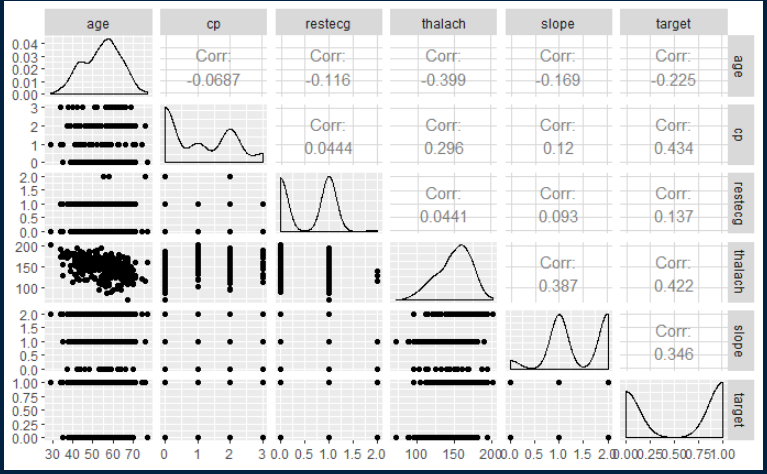 age cp restecg thalach slope target
0.04
0.03
0.02
0.01
0.00
Corr:
-0.0687
Corr:
-0.116
Corr:
-0.399
Corr:
-0.169
Corr:
-0.225
age
3
2
1
0
Corr:
0.0444
Corr:
0.296
Corr:
0.12
Corr:
0.434
cp
2.0
1.5
1.0
0.5
0.0
Corr:
0.0441
Corr:
0.093
Corr:
0.137
restecg
200
150
100
Corr:
0.387
Corr:
0.422
thalach
2.0
1.5
1.0
0.5
0.0
Corr:
0.346
slope
1.00
0.75
0.50
0.25
0.00
target
30 40 50 60 70 0 1 2 3 0.0 0.5 1.0 1.5 2.0 100 150 200 0.0 0.5 1.0 1.5 2.0 0.00 0.25 0.50 0.75 1.00